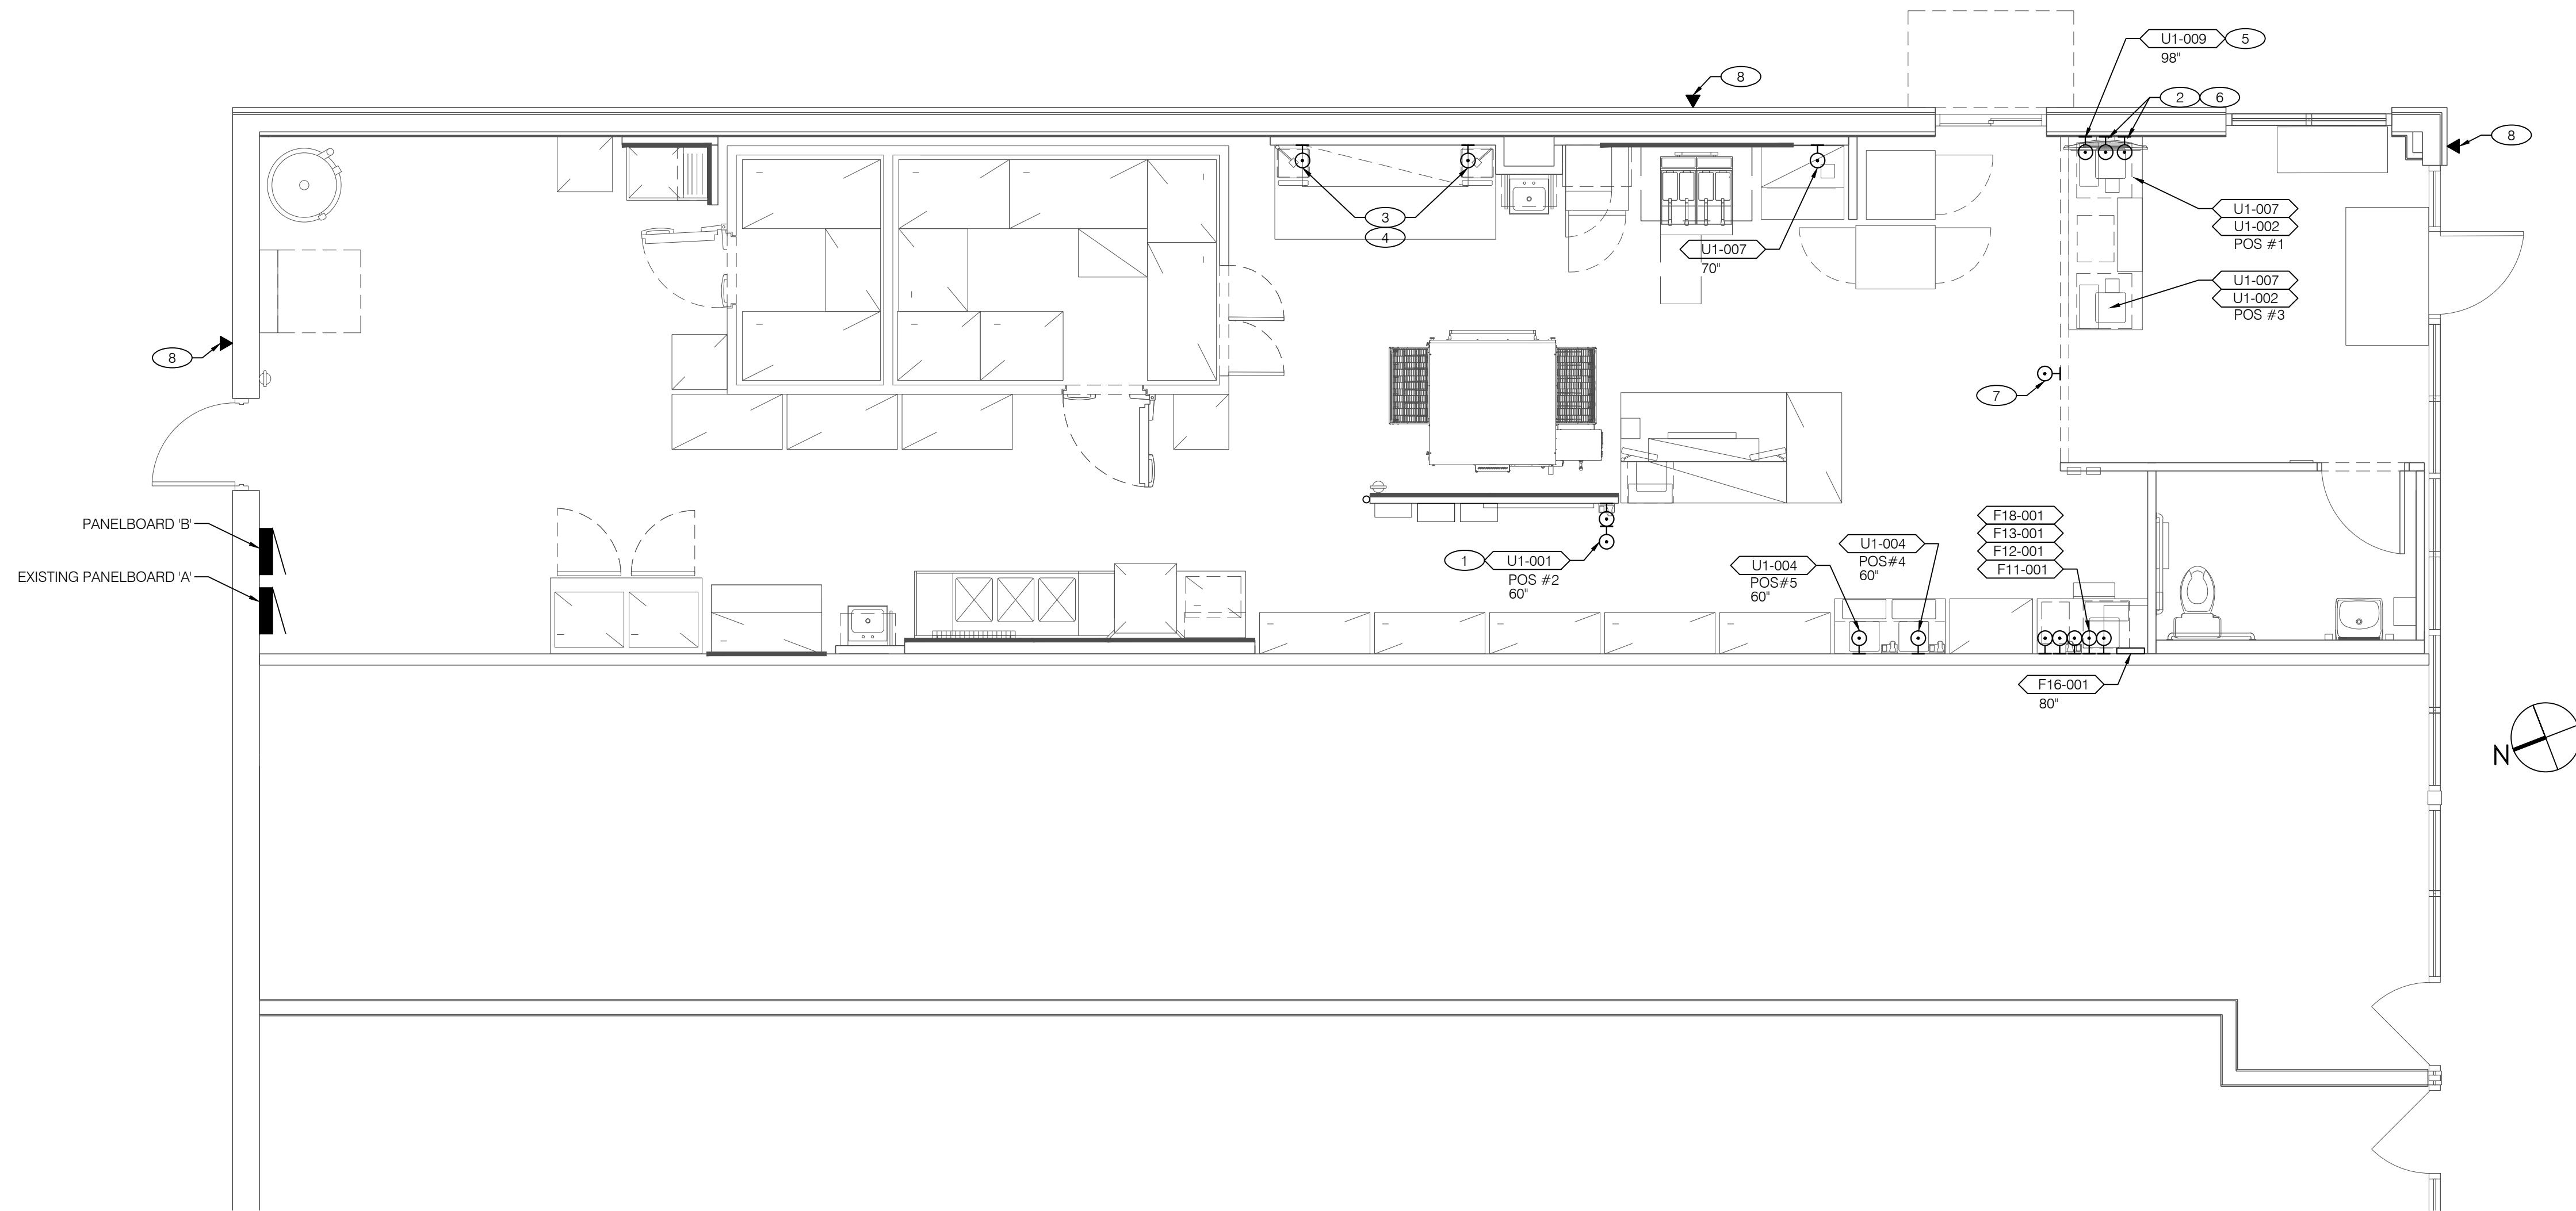 U1-009 5
98"
8
2 6
8
3
4
U1-007
70"
U1-007
U1-002
POS #1
U1-007
U1-002
POS #3
8
7
PANELBOARD 'B'
EXISTING PANELBOARD 'A'
1 U1-001
POS #2
60"
U1-004
POS#5
60"
U1-004
POS#4
60"
F18-001
F13-001
F12-001
F11-001
F16-001
80"
N